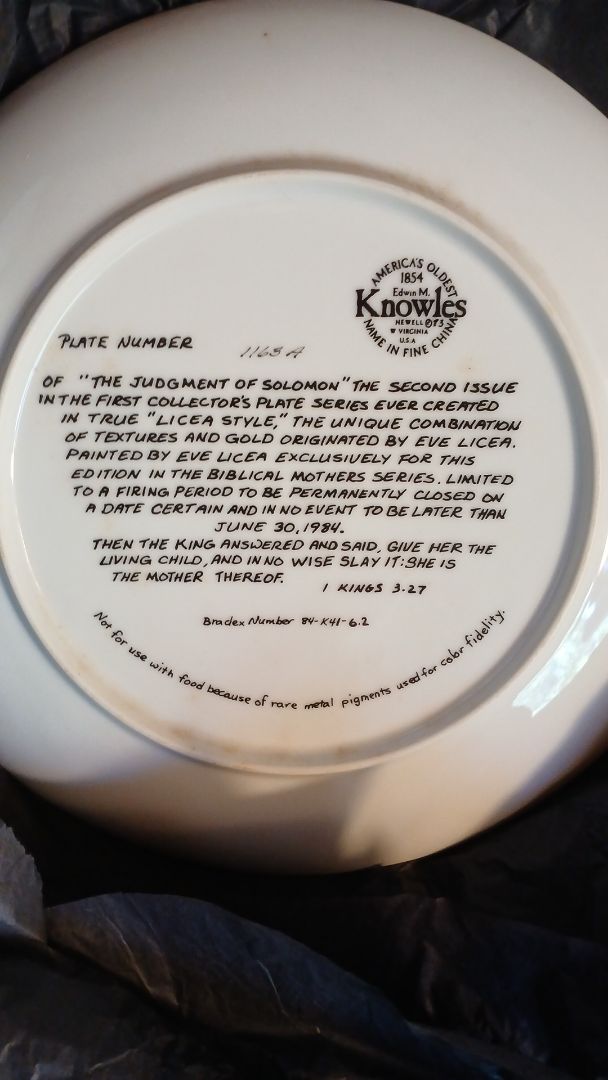 AMERICA'S OLDEST
1854
Edwin M.
Knowles
NEWELL ©
W VIRGINIA
U.S.A
NAME IN FINE CHINA
PLATE NUMBER 1163 A
OF "THE JUDGMENT OF SOLOMON" THE SECOND ISSUE
IN THE FIRST COLLECTOR'S PLATE SERIES EVER CREATED
IN TRUE "LICEA STYLE," THE UNIQUE COMBINATION
OF TEXTURES AND GOLD ORIGINATED BY EVE LICEA.
PAINTED BY EVE LICEA EXCLUSIVELY FOR THIS
EDITION IN THE BIBLICAL MOTHERS SERIES. LIMITED
TO A FIRING PERIOD TO BE PERMANENTLY CLOSED ON
A DATE CERTAIN AND IN NO EVENT TO BE LATER THAN
JUNE 30, 1984.
THEN THE KING ANSWERED AND SAID, GIVE HER THE
LIVING CHILD, AND IN NO WISE SLAY IT: SHE IS
THE MOTHER THEREOF.
1 KINGS 3.27
Bradex Number 84-K41-6.2
Not for use with food because of rare metal pigments used for color fidelity.